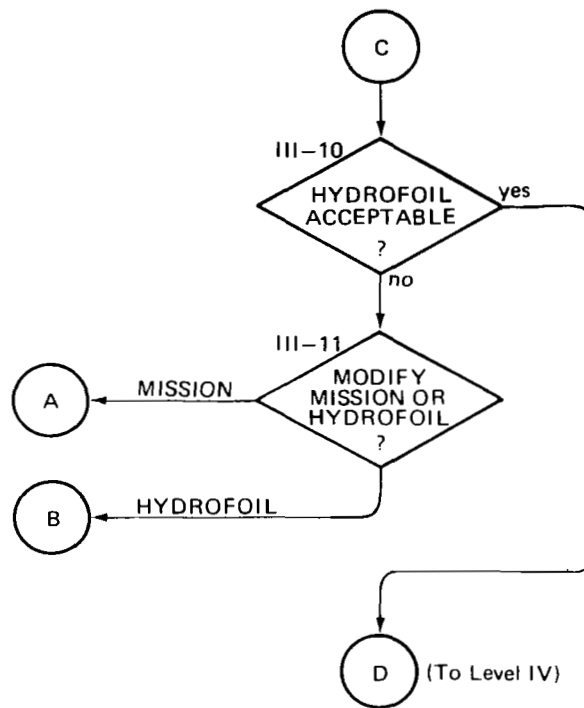 C
III-10
HYDROFOIL
ACCEPTABLE
?
yes
no
III-11
MODIFY
MISSION OR
HYDROFOIL
?
MISSION
A
HYDROFOIL
B
D
(To Level IV)